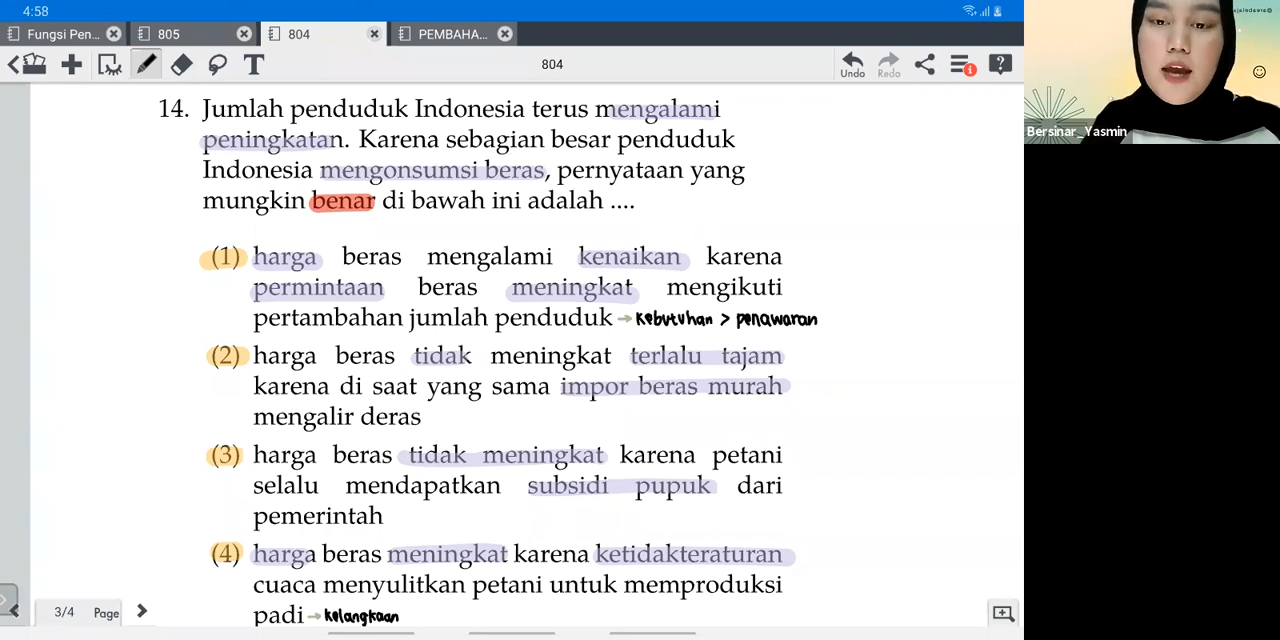 4:58
Fungsi Pen...
805
804
PEMBAHA...
T
804
Undo
Redo
14. Jumlah penduduk Indonesia terus mengalami
peningkatan. Karena sebagian besar penduduk
Indonesia mengonsumsi beras, pernyataan yang
mungkin benar di bawah ini adalah ....
(1) harga beras mengalami kenaikan karena
permintaan beras meningkat mengikuti
pertambahan jumlah penduduk → kebutuhan > penawaran
(2) harga beras tidak meningkat terlalu tajam
karena di saat yang sama impor beras murah
mengalir deras
(3) harga beras tidak meningkat karena petani
selalu mendapatkan subsidi pupuk dari
pemerintah
(4) harga beras meningkat karena ketidakteraturan
cuaca menyulitkan petani untuk memproduksi
padi → kelangkaan
3/4 Page
Bersinar_Yasmin